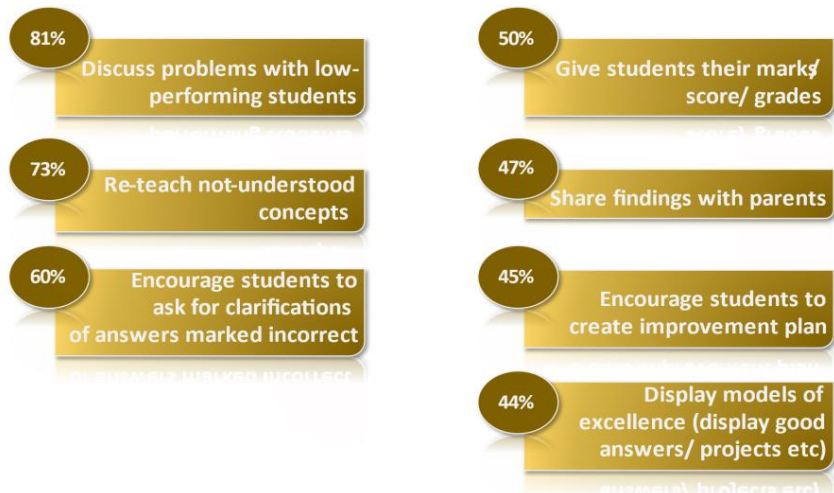 81%
Discuss problems with low-
performing students
73%
Re-teach not-understood
concepts
60%
Encourage students to
ask for clarifications
of answers marked incorrect
50%
Give students their marks/
score/ grades
47%
Share findings with parents
45%
Encourage students to
create improvement plan
44%
Display models of
excellence (display good
answers/ projects etc)